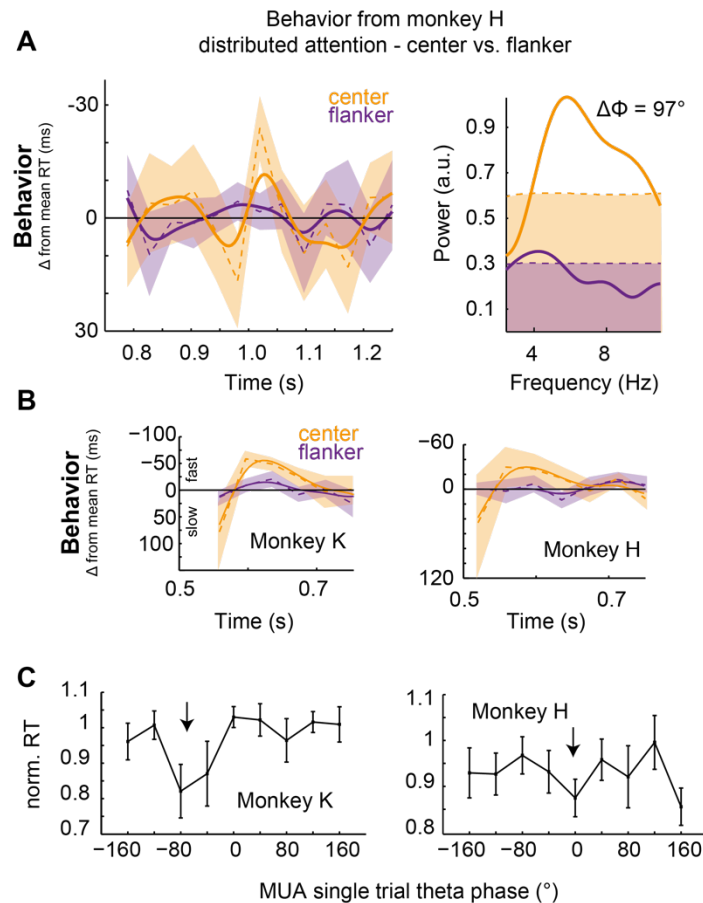 Behavior from monkey H
distributed attention - center vs. flanker
A
Behavior
Δ from mean RT (ms)
-30
0
30
center
flanker
0.8 0.9 1.0 1.1 1.2
Time (s)
Power (a.u.)
0.9
0.7
0.5
0.3
0.1
ΔΦ = 97°
4 8
Frequency (Hz)
B
Behavior
Δ from mean RT (ms)
-100
-50
0
50
100
fast
slow
center
flanker
Monkey K
0.5 0.7
Time (s)
-60
0
120
Monkey H
0.5 0.7
Time (s)
C
norm. RT
1.1
1
0.9
0.8
0.7
Monkey K
−160 −80 0 80 160
1.1
1
0.9
0.8
Monkey H
−160 −80 0 80 160
MUA single trial theta phase (°)